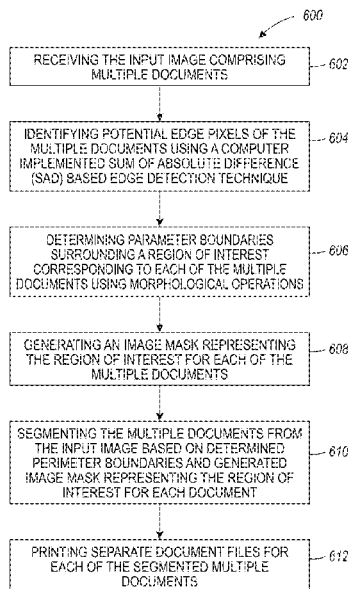 600
RECEIVING THE INPUT IMAGE COMPRISING
MULTIPLE DOCUMENTS
602
IDENTIFYING POTENTIAL EDGE PIXELS OF THE
MULTIPLE DOCUMENTS USING A COMPUTER
IMPLEMENTED SUM OF ABSOLUTE DIFFERENCE
(SAD) BASED EDGE DETECTION TECHNIQUE
604
DETERMINING PARAMETER BOUNDARIES
SURROUNDING A REGION OF INTEREST
CORRESPONDING TO EACH OF THE MULTIPLE
DOCUMENTS USING MORPHOLOGICAL OPERATIONS
606
GENERATING AN IMAGE MASK REPRESENTING
THE REGION OF INTEREST FOR EACH OF THE
MULTIPLE DOCUMENTS
608
SEGMENTING THE MULTIPLE DOCUMENTS FROM
THE INPUT IMAGE BASED ON DETERMINED
PERIMETER BOUNDARIES AND GENERATED
IMAGE MASK REPRESENTING THE REGION OF
INTEREST FOR EACH DOCUMENT
610
PRINTING SEPARATE DOCUMENT FILES FOR
EACH OF THE SEGMENTED MULTIPLE
DOCUMENTS
612